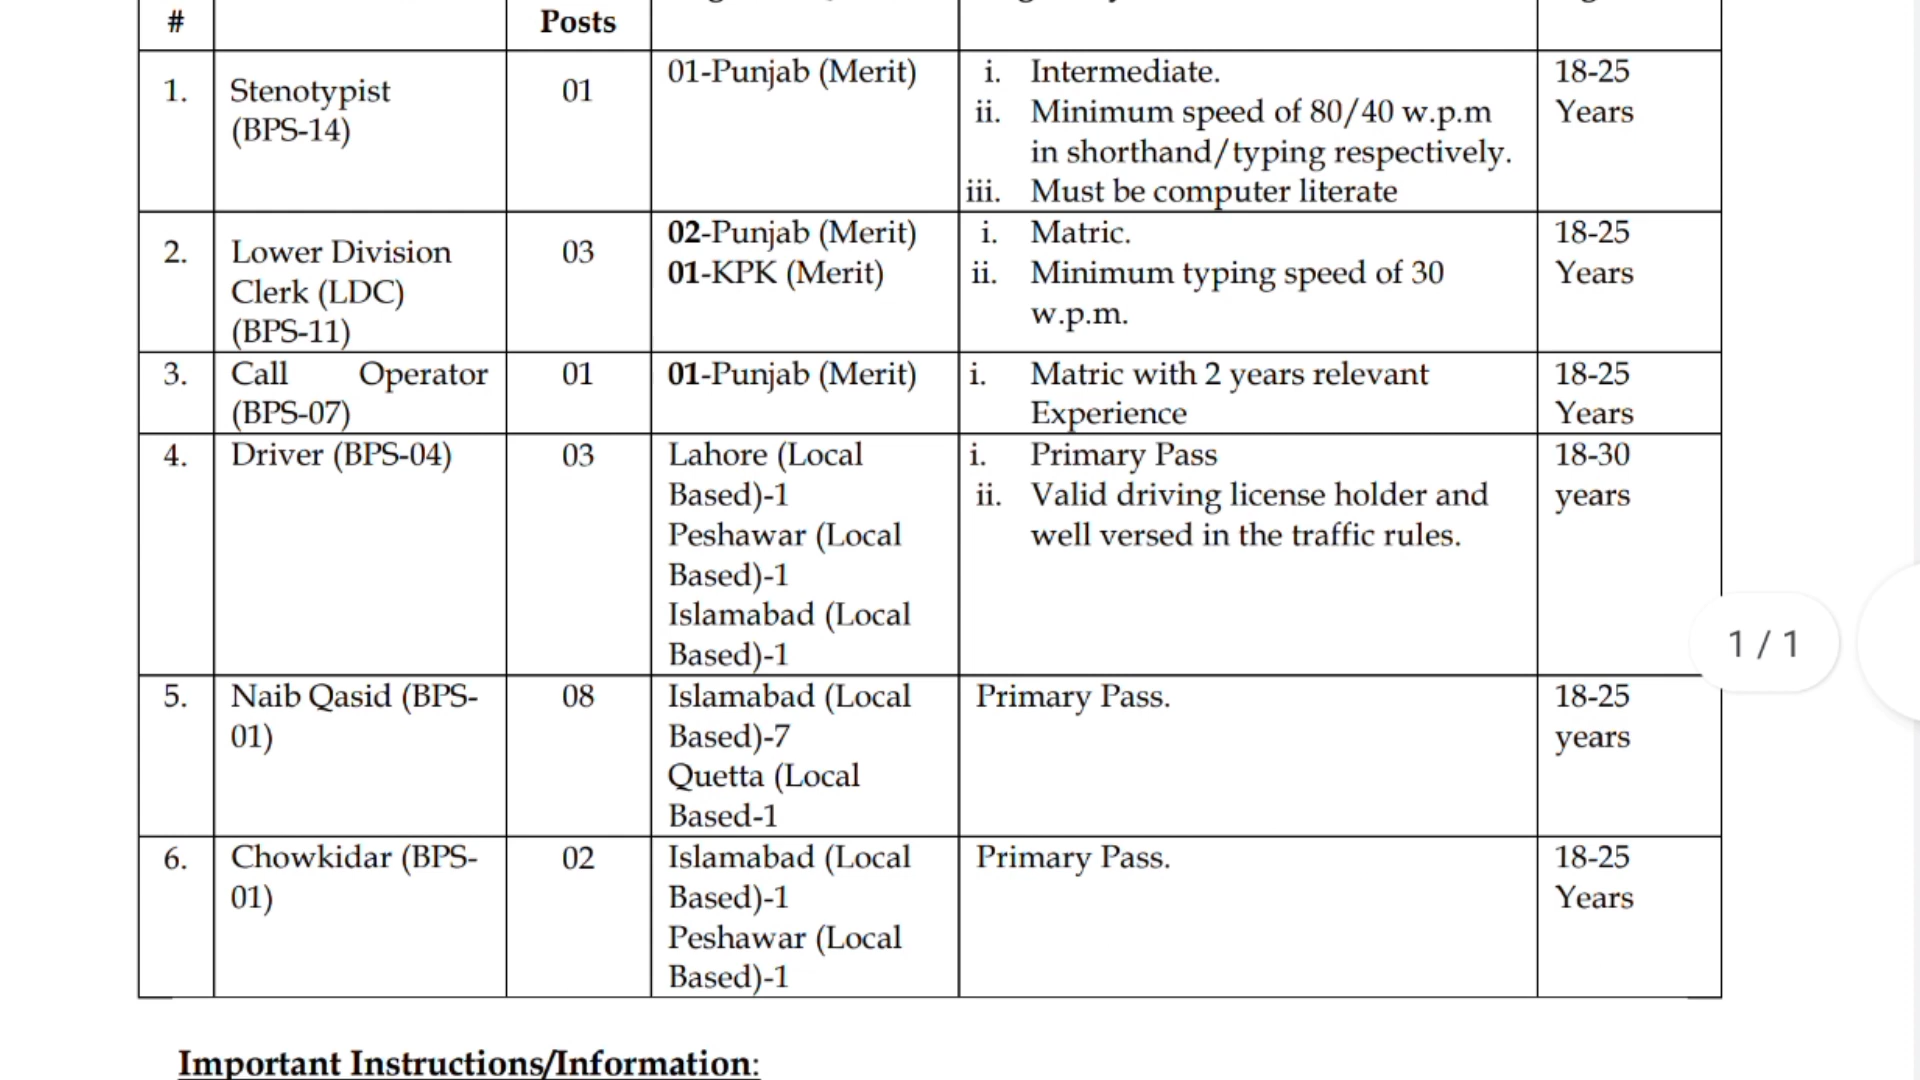 #
Posts
1.
Stenotypist
(BPS-14)
01
01-Punjab (Merit)
i. Intermediate.
ii. Minimum speed of 80/40 w.p.m
in shorthand/typing respectively.
iii. Must be computer literate
18-25
Years
2.
Lower Division
Clerk (LDC)
(BPS-11)
03
02-Punjab (Merit)
01-KPK (Merit)
i. Matric.
ii. Minimum typing speed of 30
w.p.m.
18-25
Years
3.
Call Operator
(BPS-07)
01
01-Punjab (Merit)
i. Matric with 2 years relevant
Experience
18-25
Years
4.
Driver (BPS-04)
03
Lahore (Local
Based)-1
Peshawar (Local
Based)-1
Islamabad (Local
Based)-1
i. Primary Pass
ii. Valid driving license holder and
well versed in the traffic rules.
18-30
years
1 / 1
5.
Naib Qasid (BPS-
01)
08
Islamabad (Local
Based)-7
Quetta (Local
Based-1
Primary Pass.
18-25
years
6.
Chowkidar (BPS-
01)
02
Islamabad (Local
Based)-1
Peshawar (Local
Based)-1
Primary Pass.
18-25
Years
Important Instructions/Information: